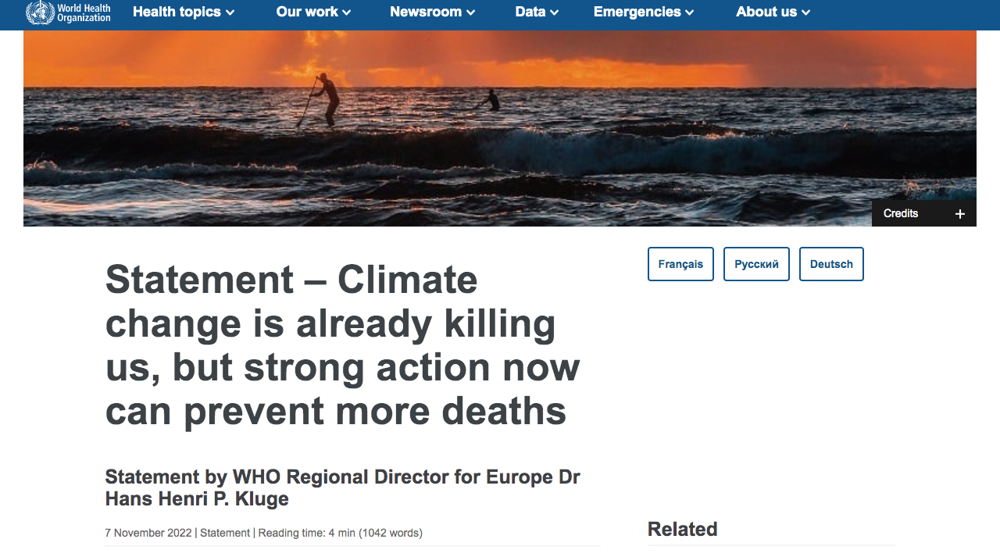 World Health
Organization
Health topics
Our work
Newsroom
Data
Emergencies
About us
Credits
Français
Русский
Deutsch
Statement – Climate
change is already killing
us, but strong action now
can prevent more deaths
Statement by WHO Regional Director for Europe Dr
Hans Henri P. Kluge
7 November 2022 | Statement | Reading time: 4 min (1042 words)
Related